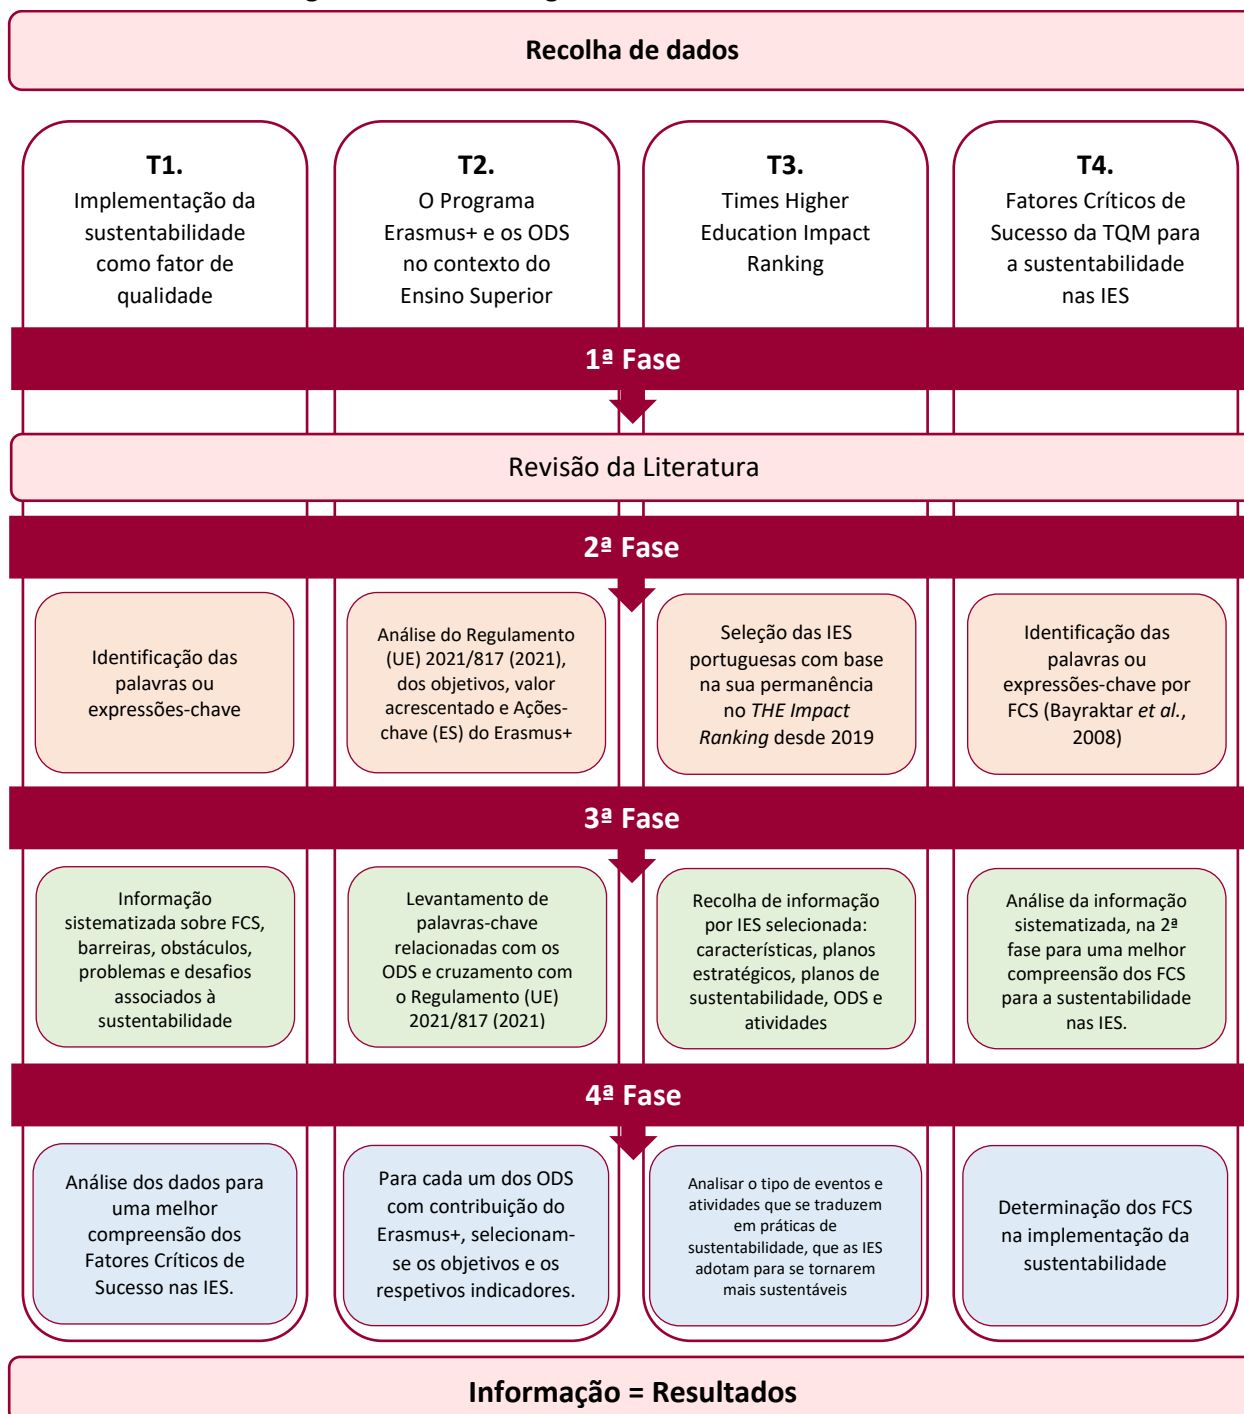 Recolha de dados
T1.
Implementação da
sustentabilidade
como fator de
qualidade
T2.
O Programa
Erasmus+ e os ODS
no contexto do
Ensino Superior
T3.
Times Higher
Education Impact
Ranking
T4.
Fatores Críticos de
Sucesso da TQM para
a sustentabilidade
nas IES
1ª Fase
Revisão da Literatura
2ª Fase
Identificação das
palavras ou
expressões-chave
Análise do Regulamento
(UE) 2021/817 (2021),
dos objetivos, valor
acrescentado e Ações-
chave (ES) do Erasmus+
Seleção das IES
portuguesas com base
na sua permanência
no THE Impact
Ranking desde 2019
Identificação das
palavras ou
expressões-chave por
FCS (Bayraktar et al.,
2008)
3ª Fase
Informação
sistematizada sobre FCS,
barreiras, obstáculos,
problemas e desafios
associados à
sustentabilidade
Levantamento de
palavras-chave
relacionadas com os
ODS e cruzamento com
o Regulamento (UE)
2021/817 (2021)
Recolha de informação
por IES selecionada:
características, planos
estratégicos, planos de
sustentabilidade, ODS e
atividades
Análise da informação
sistematizada, na 2ª
fase para uma melhor
compreensão dos FCS
para a sustentabilidade
nas IES.
4ª Fase
Análise dos dados para
uma melhor
compreensão dos
Fatores Críticos de
Sucesso nas IES.
Para cada um dos ODS
com contribuição do
Erasmus+, selecionam-
se os objetivos e os
respetivos indicadores.
Analisar o tipo de eventos e
atividades que se traduzem
em práticas de
sustentabilidade, que as IES
adotam para se tornarem
mais sustentáveis
Determinação dos FCS
na implementação da
sustentabilidade
Informação = Resultados